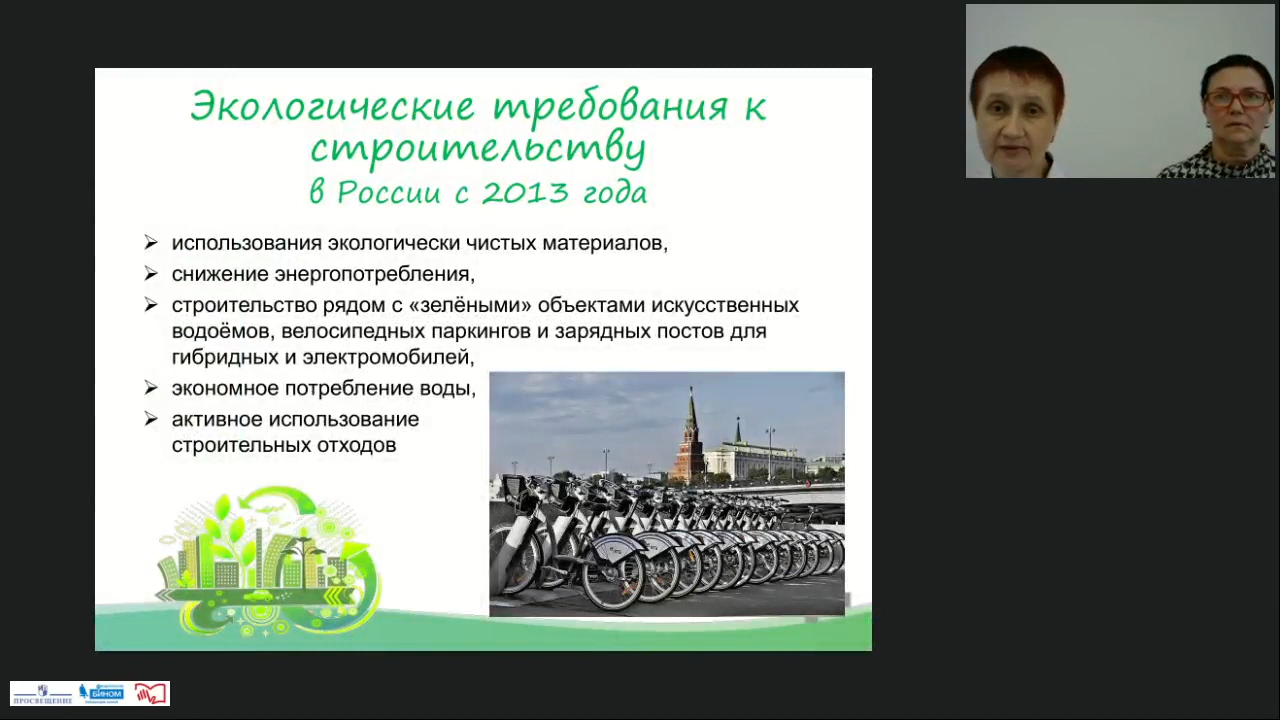 Экологические требования к
строительству
в России с 2013 года
использования экологически чистых материалов,
снижение энергопотребления,
строительство рядом с «зелёными» объектами искусственных
водоёмов, велосипедных паркингов и зарядных постов для
гибридных и электромобилей,
экономное потребление воды,
активное использование
строительных отходов
ПРОСВЕЩЕНИЕ
БИНОМ